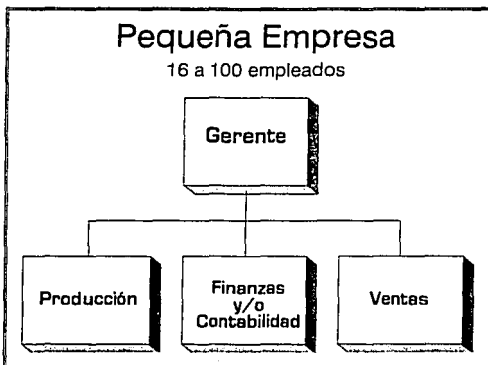 Pequeña Empresa
16 a 100 empleados
Gerente
Producción
Finanzas
y/o
Contabilidad
Ventas